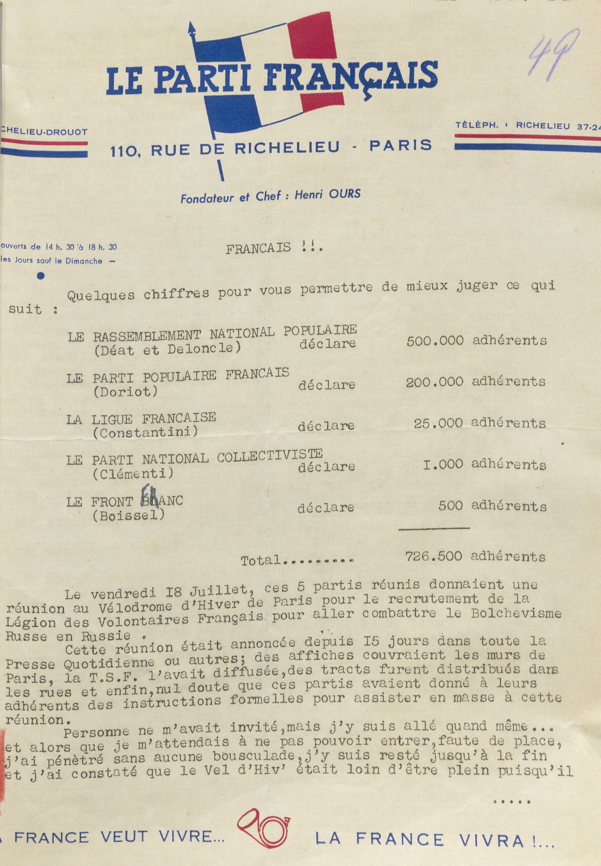 49
LE PARTI FRANÇAIS
CHELIEU-DROUOT
TÉLÉPH. : RICHELIEU 37-24
110, RUE DE RICHELIEU - PARIS
Fondateur et Chef : Henri OURS
ouverts de 14 h. 30 à 18 h. 30
les Jours sauf le Dimanche —
FRANCAIS !!.
Quelques chiffres pour vous permettre de mieux juger ce qui
suit :
LE RASSEMBLEMENT NATIONAL POPULAIRE
(Déat et Deloncle) déclare 500.000 adhérents
LE PARTI POPULAIRE FRANCAIS
(Doriot) déclare 200.000 adhérents
LA LIGUE FRANCAISE
(Constantini) déclare 25.000 adhérents
LE PARTI NATIONAL COLLECTIVISTE
(Clémenti) déclare I.000 adhérents
LE FRONT FRANC
(Boissel) déclare 500 adhérents
Total......... 726.500 adhérents
Le vendredi I8 Juillet, ces 5 partis réunis donnaient une
réunion au Vélodrome d'Hiver de Paris pour le recrutement de la
Légion des Volontaires Français pour aller combattre le Bolchevisme
Russe en Russie .
Cette réunion était annoncée depuis I5 jours dans toute la
Presse Quotidienne ou autres; des affiches couvraient les murs de
Paris, la T.S.F. l'avait diffusée,des tracts furent distribués dans
les rues et enfin,nul doute que ces partis avaient donné à leurs
adhérents des instructions formelles pour assister en masse à cette
réunion.
Personne ne m'avait invité,mais j'y suis allé quand même...
et alors que je m'attendais à ne pas pouvoir entrer,faute de place,
j'ai pénètré sans aucune bousculade,j'y suis resté jusqu'à la fin
et j'ai constaté que le Vel d'Hiv' était loin d'être plein puisqu'il
.....
A FRANCE VEUT VIVRE... LA FRANCE VIVRA !...